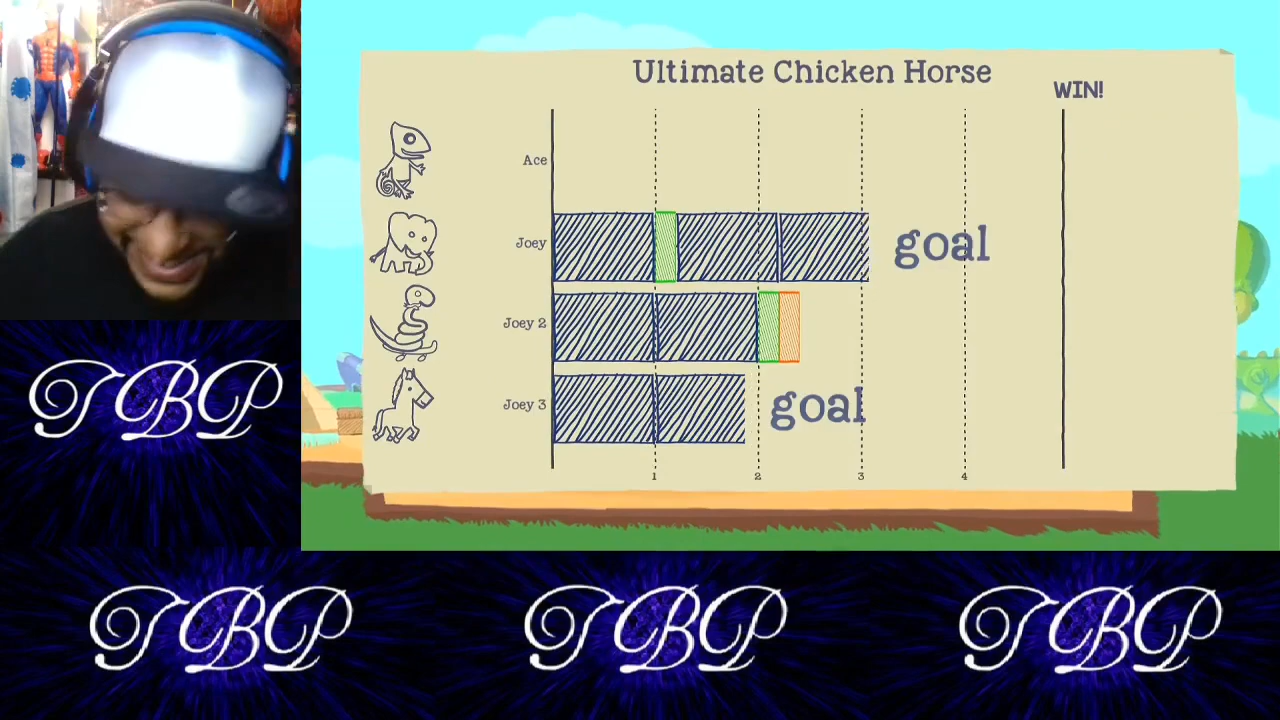 Ultimate Chicken Horse
WIN!
Ace
Joey
goal
Joey 2
Joey 3
goal
1 2 3 4
TBP
TBP TBP TBP